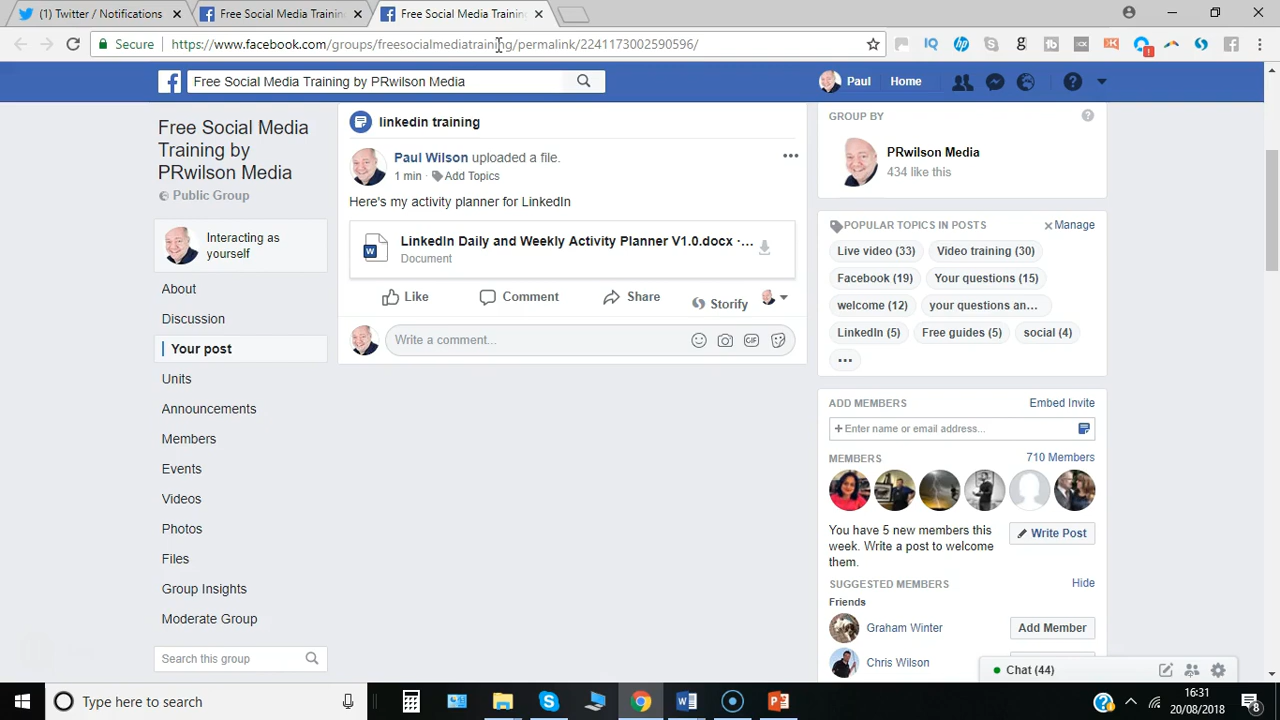 (1) Twitter / Notifications
Free Social Media Trainin
Free Social Media Trainin
Secure
https://www.facebook.com/groups/freesocialmediatraining/permalink/2241173002590596/
Free Social Media Training by PRwilson Media
Paul
Home
Free Social Media
Training by
PRwilson Media
Public Group
Interacting as
yourself
About
Discussion
Your post
Units
Announcements
Members
Events
Videos
Photos
Files
Group Insights
Moderate Group
Search this group
linkedin training
Paul Wilson uploaded a file.
1 min · Add Topics
Here's my activity planner for LinkedIn
LinkedIn Daily and Weekly Activity Planner V1.0.docx ·...
Document
Like
Comment
Share
Storify
Write a comment...
GIF
GROUP BY
PRwilson Media
434 like this
POPULAR TOPICS IN POSTS
Manage
Live video (33)
Video training (30)
Facebook (19)
Your questions (15)
welcome (12)
your questions an...
LinkedIn (5)
Free guides (5)
social (4)
ADD MEMBERS
Embed Invite
+ Enter name or email address...
MEMBERS
710 Members
You have 5 new members this
week. Write a post to welcome
them.
Write Post
SUGGESTED MEMBERS
Hide
Friends
Graham Winter
Add Member
Chris Wilson
Chat (44)
Type here to search
16:31
20/08/2018
8